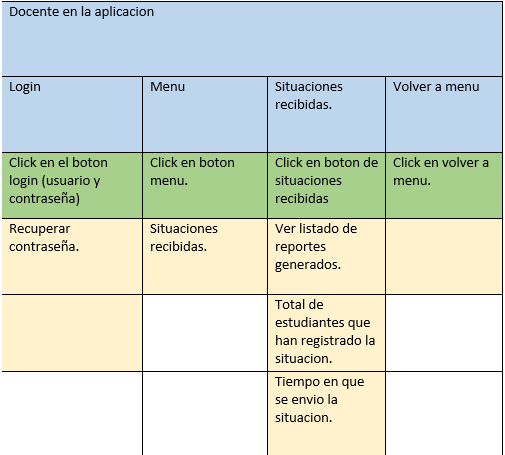 Docente en la aplicacion
Login
Menu
Situaciones
recibidas.
Volver a menu
Click en el boton
login (usuario y
contraseña)
Click en boton
menu.
Click en boton de
situaciones
recibidas
Click en volver a
menu.
Recuperar
contraseña.
Situaciones
recibidas.
Ver listado de
reportes
generados.
Total de
estudiantes que
han registrado la
situacion.
Tiempo en que
se envio la
situacion.